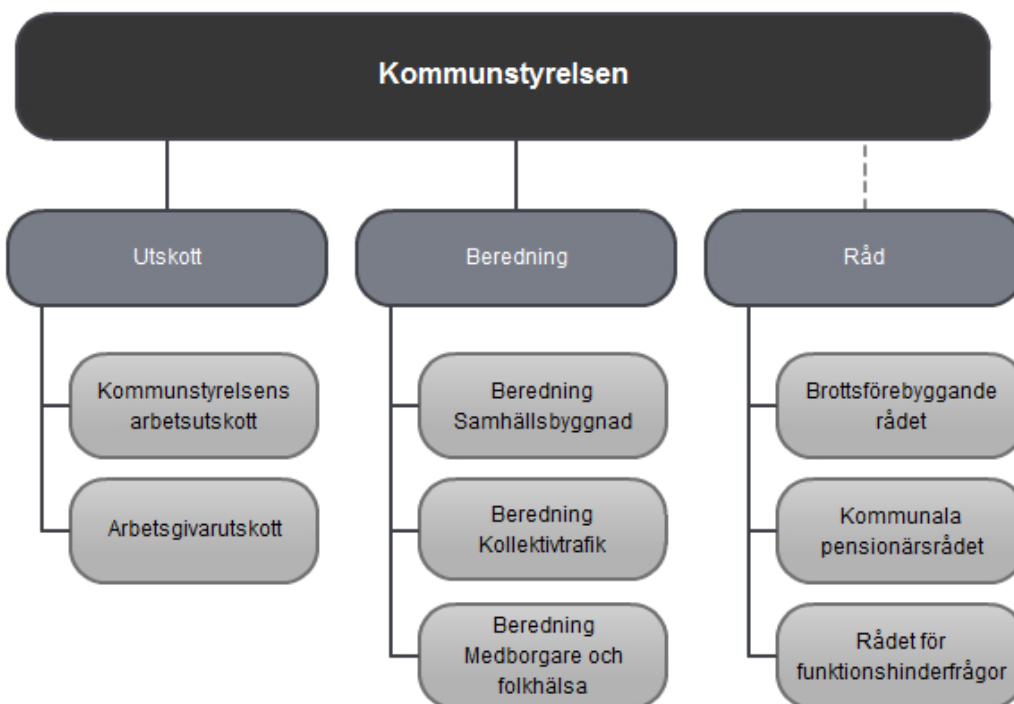 Kommunstyrelsen
Utskott
Kommunstyrelsens
arbetsutskott
Arbetsgivarutskott
Beredning
Beredning
Samhällsbyggnad
Beredning
Kollektivtrafik
Beredning
Medborgare och
folkhälsa
Råd
Brottsförebyggande
rådet
Kommunala
pensionärsrådet
Rådet för
funktionshinderfrågor